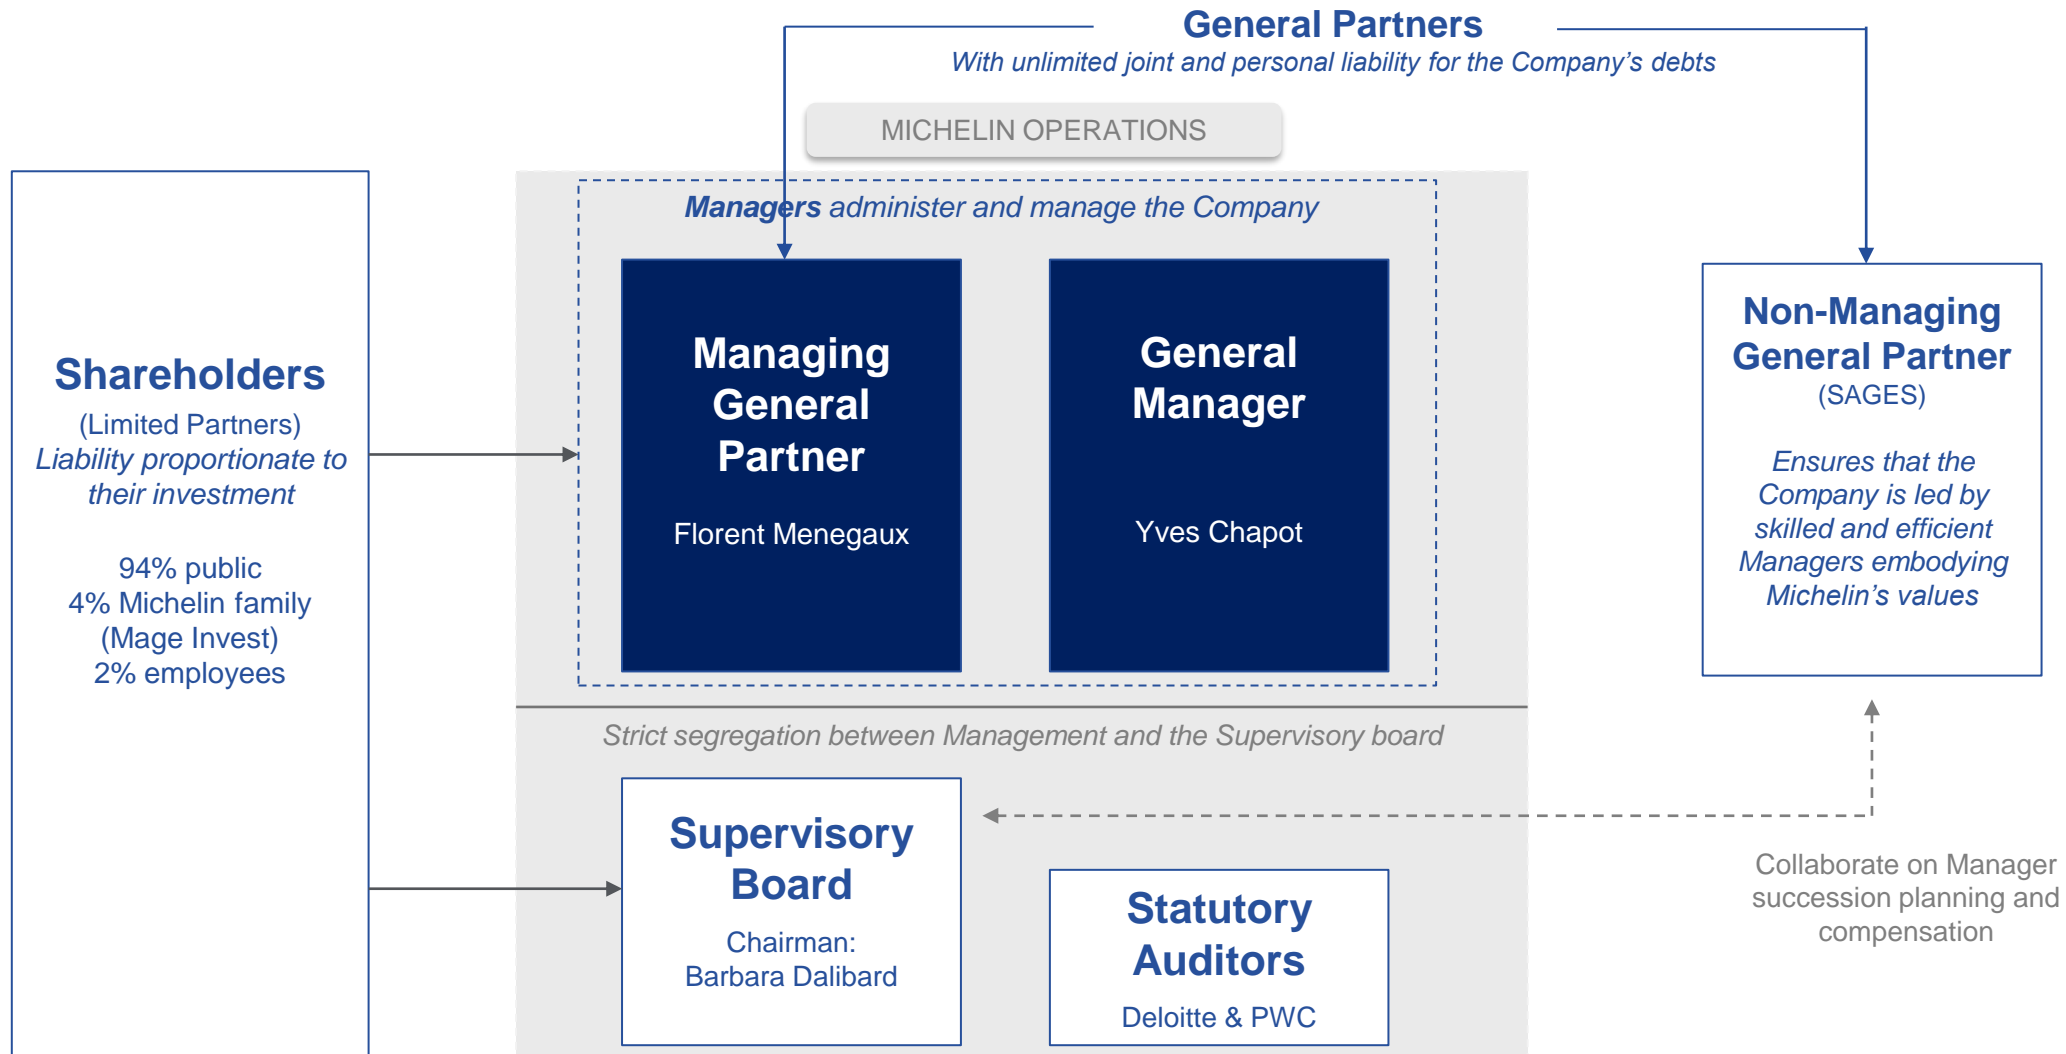 General Partners
With unlimited joint and personal liability for the Company’s debts
MICHELIN OPERATIONS
Shareholders
(Limited Partners)
Liability proportionate to
their investment
94% public
4% Michelin family
(Mage Invest)
2% employees
Managers administer and manage the Company
Managing
General
Partner
Florent Menegaux
General
Manager
Yves Chapot
Non-Managing
General Partner
(SAGES)
Ensures that the
Company is led by
skilled and efficient
Managers embodying
Michelin’s values
Strict segregation between Management and the Supervisory board
Supervisory
Board
Chairman:
Barbara Dalibard
Statutory
Auditors
Deloitte & PWC
Collaborate on Manager
succession planning and
compensation